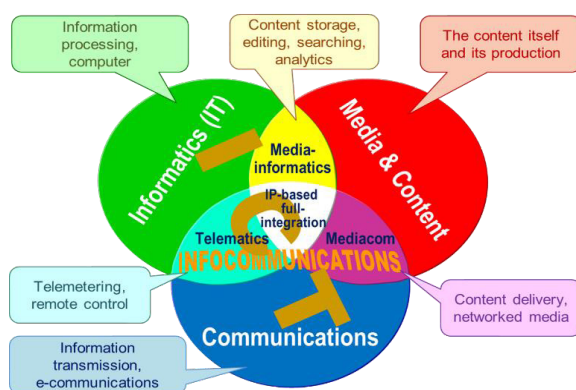 Information
processing,
computer
Content storage,
editing, searching,
analytics
The content itself
and its production
Informatics (IT)
Media & Content
Media-
informatics
IP-based
full-
integration
Telematics
Mediacom
INFOCOMMUNICATIONS
I
C
T
Telemetering,
remote control
Content delivery,
networked media
Communications
Information
transmission,
e-communications